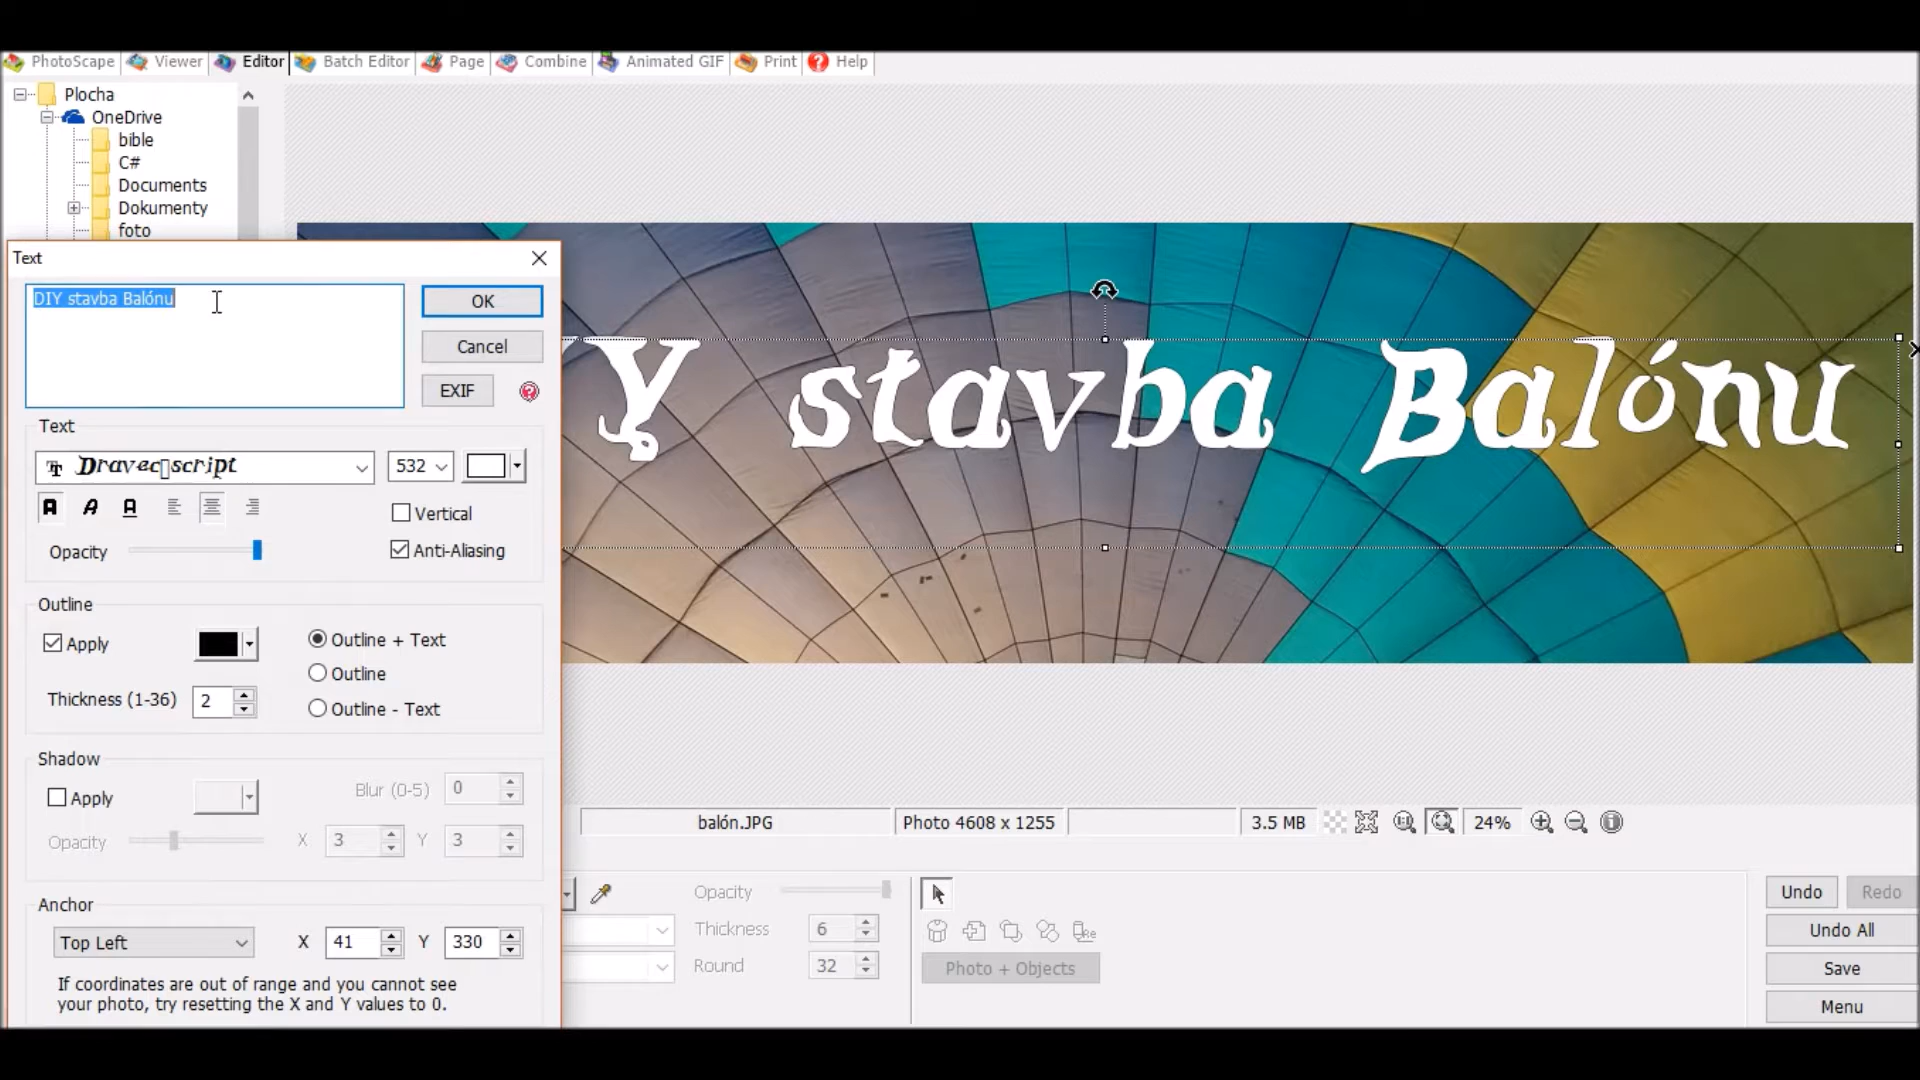 PhotoScape Viewer Editor Batch Editor Page Combine Animated GIF Print Help
Plocha
OneDrive
bible
C#
Documents
Dokumenty
foto
Text
DIY stavba Balónu
OK
Cancel
EXIF
Text
Dravec script
532
Vertical
Opacity
Anti-Aliasing
Outline
Apply
Outline + Text
Outline
Thickness (1-36) 2
Outline - Text
Shadow
Apply
Blur (0-5) 0
Opacity
X 3 Y 3
Anchor
Top Left X 41 Y 330
If coordinates are out of range and you cannot see
your photo, try resetting the X and Y values to 0.
Y stavba Balónu
balón.JPG Photo 4608 x 1255 3.5 MB 24%
Opacity
Thickness 6
Round 32
Photo + Objects
Undo Redo
Undo All
Save
Menu